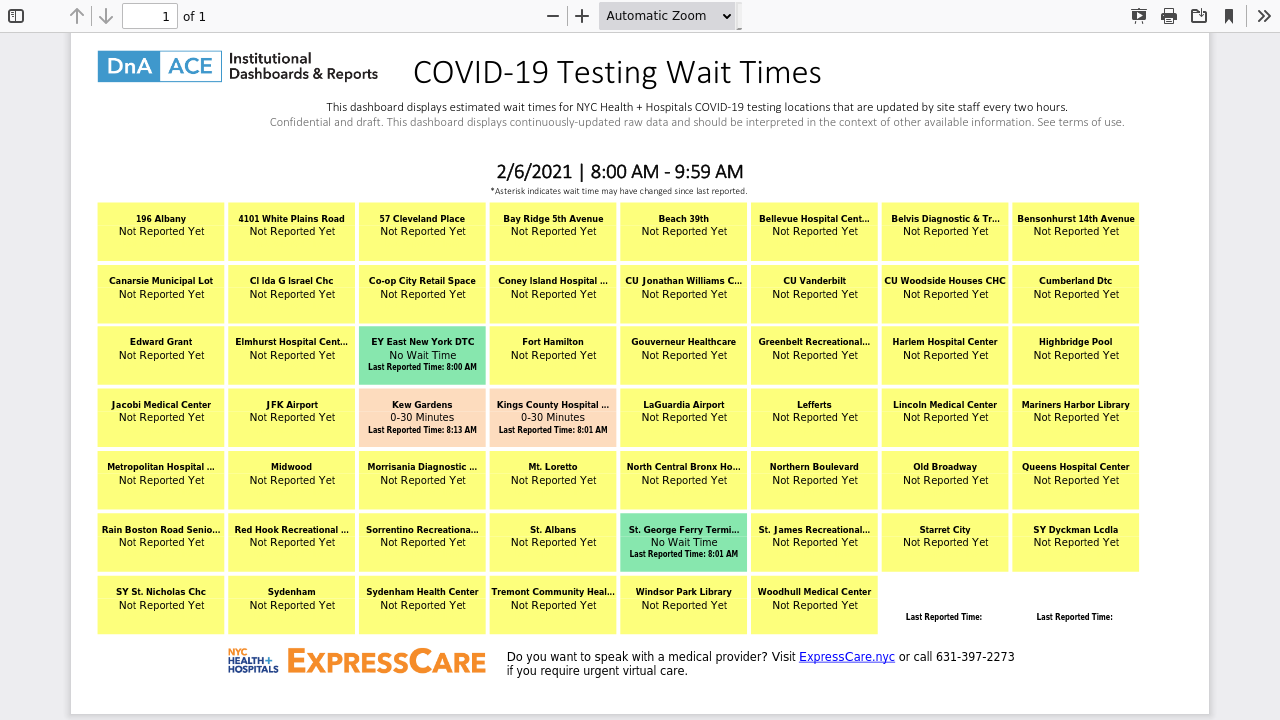 1 of 1 Automatic Zoom
DnA ACE Institutional
Dashboards & Reports
COVID-19 Testing Wait Times
This dashboard displays estimated wait times for NYC Health + Hospitals COVID-19 testing locations that are updated by site staff every two hours.
Confidential and draft. This dashboard displays continuously-updated raw data and should be interpreted in the context of other available information. See terms of use.
2/6/2021 | 8:00 AM - 9:59 AM
*Asterisk indicates wait time may have changed since last reported.
196 Albany 4101 White Plains Road 57 Cleveland Place Bay Ridge 5th Avenue Beach 39th Bellevue Hospital Cent... Belvis Diagnostic & Tr... Bensonhurst 14th Avenue
Not Reported Yet Not Reported Yet Not Reported Yet Not Reported Yet Not Reported Yet Not Reported Yet Not Reported Yet Not Reported Yet
Canarsie Municipal Lot CI Ida G Israel Chc Co-op City Retail Space Coney Island Hospital ... CU Jonathan Williams C... CU Vanderbilt CU Woodside Houses CHC Cumberland Dtc
Not Reported Yet Not Reported Yet Not Reported Yet Not Reported Yet Not Reported Yet Not Reported Yet Not Reported Yet Not Reported Yet
Edward Grant Elmhurst Hospital Cent... EY East New York DTC Fort Hamilton Gouverneur Healthcare Greenbelt Recreational... Harlem Hospital Center Highbridge Pool
Not Reported Yet Not Reported Yet No Wait Time Not Reported Yet Not Reported Yet Not Reported Yet Not Reported Yet Not Reported Yet
Last Reported Time: 8:00 AM
Jacobi Medical Center JFK Airport Kew Gardens Kings County Hospital ... LaGuardia Airport Lefferts Lincoln Medical Center Mariners Harbor Library
Not Reported Yet Not Reported Yet 0-30 Minutes 0-30 Minutes Not Reported Yet Not Reported Yet Not Reported Yet Not Reported Yet
Last Reported Time: 8:13 AM Last Reported Time: 8:01 AM
Metropolitan Hospital ... Midwood Morrisania Diagnostic ... Mt. Loretto North Central Bronx Ho... Northern Boulevard Old Broadway Queens Hospital Center
Not Reported Yet Not Reported Yet Not Reported Yet Not Reported Yet Not Reported Yet Not Reported Yet Not Reported Yet Not Reported Yet
Rain Boston Road Senio... Red Hook Recreational ... Sorrentino Recreationa... St. Albans St. George Ferry Termi... St. James Recreational... Starret City SY Dyckman Lcdla
Not Reported Yet Not Reported Yet Not Reported Yet Not Reported Yet No Wait Time Not Reported Yet Not Reported Yet Not Reported Yet
Last Reported Time: 8:01 AM
SY St. Nicholas Chc Sydenham Sydenham Health Center Tremont Community Heal... Windsor Park Library Woodhull Medical Center
Not Reported Yet Not Reported Yet Not Reported Yet Not Reported Yet Not Reported Yet Not Reported Yet
Last Reported Time: Last Reported Time:
NYC
HEALTH+
HOSPITALS
EXPRESSCARE
Do you want to speak with a medical provider? Visit ExpressCare.nyc or call 631-397-2273
if you require urgent virtual care.